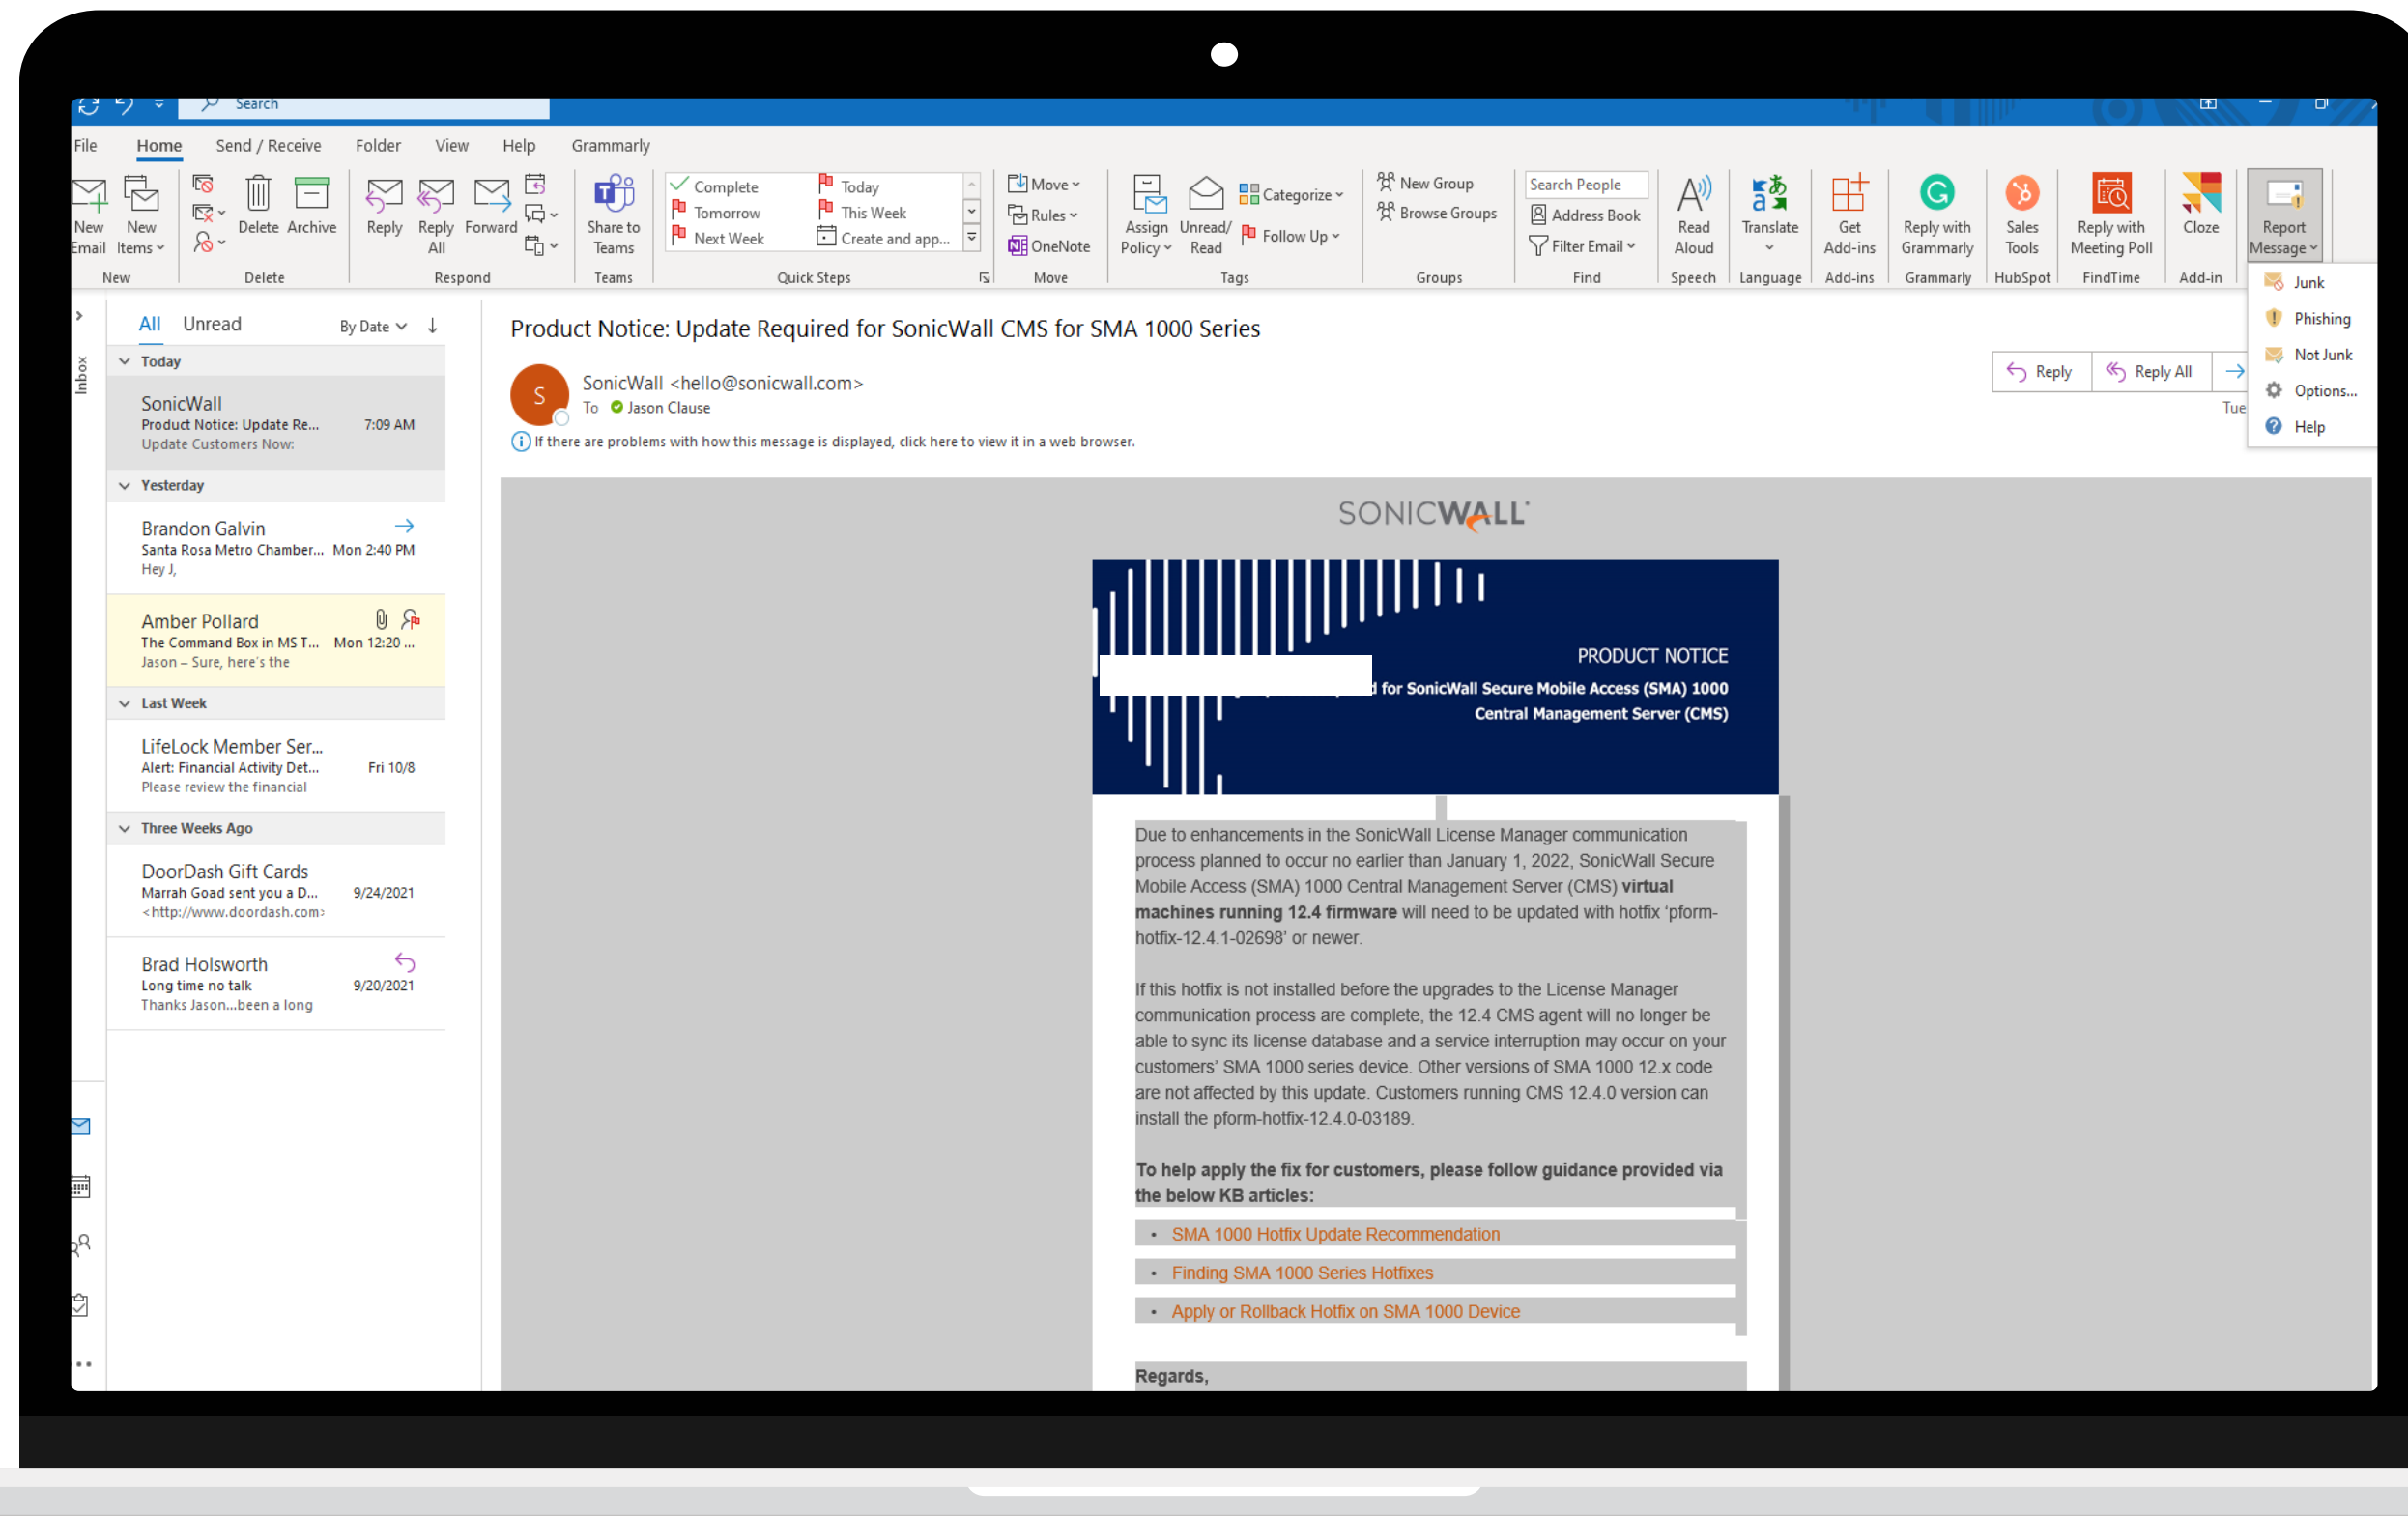 Search
File Home Send / Receive Folder View Help Grammarly
New Email
New Items
Delete
Archive
Reply
Reply All
Forward
Share to Teams
Complete
Tomorrow
Next Week
Today
This Week
Create and app...
Move
Rules
OneNote
Assign Policy
Unread/ Read
Categorize
Follow Up
New Group
Browse Groups
Search People
Address Book
Filter Email
Read Aloud
Translate
Get Add-ins
Reply with Grammarly
Sales Tools
Reply with Meeting Poll
Cloze
Report Message
New Delete Respond Teams Quick Steps Move Tags Groups Find Speech Language Add-ins Grammarly HubSpot FindTime Add-in
Junk
Phishing
Not Junk
Options...
Help
Inbox
All Unread By Date
Today
SonicWall
Product Notice: Update Re... 7:09 AM
Update Customers Now:
Yesterday
Brandon Galvin
Santa Rosa Metro Chamber... Mon 2:40 PM
Hey J,
Amber Pollard
The Command Box in MS T... Mon 12:20 ...
Jason – Sure, here's the
Last Week
LifeLock Member Ser...
Alert: Financial Activity Det... Fri 10/8
Please review the financial
Three Weeks Ago
DoorDash Gift Cards
Marrah Goad sent you a D... 9/24/2021
<http://www.doordash.com>
Brad Holsworth
Long time no talk 9/20/2021
Thanks Jason...been a long
Product Notice: Update Required for SonicWall CMS for SMA 1000 Series
S
SonicWall <hello@sonicwall.com>
To Jason Clause
Reply Reply All
Tue
If there are problems with how this message is displayed, click here to view it in a web browser.
SONICWALL
PRODUCT NOTICE
for SonicWall Secure Mobile Access (SMA) 1000
Central Management Server (CMS)
Due to enhancements in the SonicWall License Manager communication
process planned to occur no earlier than January 1, 2022, SonicWall Secure
Mobile Access (SMA) 1000 Central Management Server (CMS) virtual
machines running 12.4 firmware will need to be updated with hotfix ‘pform-
hotfix-12.4.1-02698’ or newer.
If this hotfix is not installed before the upgrades to the License Manager
communication process are complete, the 12.4 CMS agent will no longer be
able to sync its license database and a service interruption may occur on your
customers’ SMA 1000 series device. Other versions of SMA 1000 12.x code
are not affected by this update. Customers running CMS 12.4.0 version can
install the pform-hotfix-12.4.0-03189.
To help apply the fix for customers, please follow guidance provided via
the below KB articles:
• SMA 1000 Hotfix Update Recommendation
• Finding SMA 1000 Series Hotfixes
• Apply or Rollback Hotfix on SMA 1000 Device
Regards,